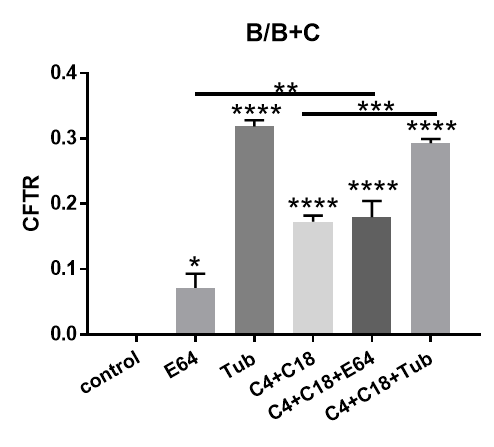 B/B+C
0.4
0.3
0.2
0.1
0.0
CFTR
**
***
*
****
****
****
****
control
E64
Tub
C4+C18
C4+C18+E64
C4+C18+Tub